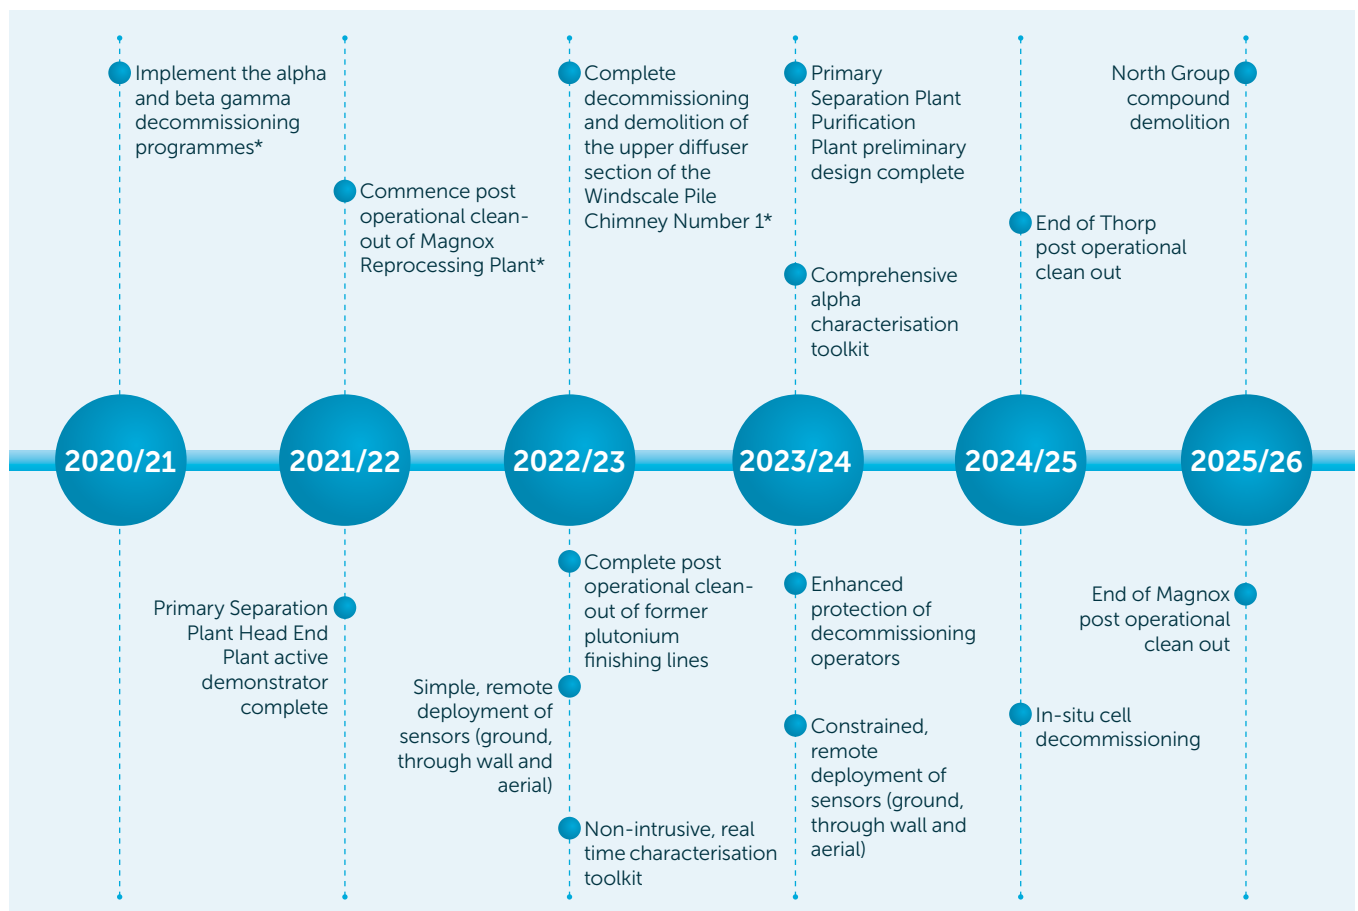 Implement the alpha
and beta gamma
decommissioning
programmes*
Commence post
operational clean-
out of Magnox
Reprocessing Plant*
Complete
decommissioning
and demolition of
the upper diffuser
section of the
Windscale Pile
Chimney Number 1*
Primary
Separation Plant
Purification
Plant preliminary
design complete
Comprehensive
alpha
characterisation
toolkit
End of Thorp
post operational
clean out
North Group
compound
demolition
2020/21
2021/22
2022/23
2023/24
2024/25
2025/26
Primary Separation
Plant Head End
Plant active
demonstrator
complete
Complete post
operational clean-
out of former
plutonium
finishing lines
Simple, remote
deployment of
sensors (ground,
through wall and
aerial)
Non-intrusive, real
time characterisation
toolkit
Enhanced
protection of
decommissioning
operators
Constrained,
remote
deployment of
sensors (ground,
through wall and
aerial)
In-situ cell
decommissioning
End of Magnox
post operational
clean out